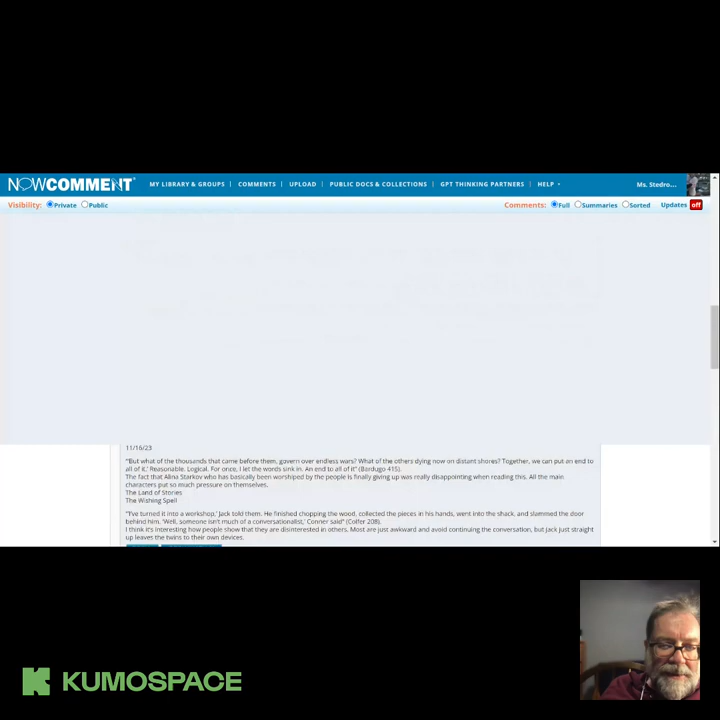 NOWCOMMENT®
MY LIBRARY & GROUPS | COMMENTS | UPLOAD | PUBLIC DOCS & COLLECTIONS | GPT THINKING PARTNERS | HELP
Ms. Stedro...
Visibility: Private Public
Comments: Full Summaries Sorted Updates off
11/16/23
"'But what of the thousands that came before them, govern over endless wars? What of the others dying now on distant shores? Together, we can put an end to
all of it.' Reasonable. Logical. For once, I let the words sink in. An end to all of it" (Bardugo 415).
The fact that Alina Starkov who has basically been worshiped by the people is finally giving up was really disappointing when reading this. All the main
characters put so much pressure on themselves.
The Land of Stories
The Wishing Spell
"'I've turned it into a workshop,' Jack told them. He finished chopping the wood, collected the pieces in his hands, went into the shack, and slammed the door
behind him. 'Well, someone isn't much of a conversationalist,' Conner said" (Colfer 208).
I think it's interesting how people show that they are disinterested in others. Most are just awkward and avoid continuing the conversation, but Jack just straight
up leaves the twins to their own devices.
KUMOSPACE